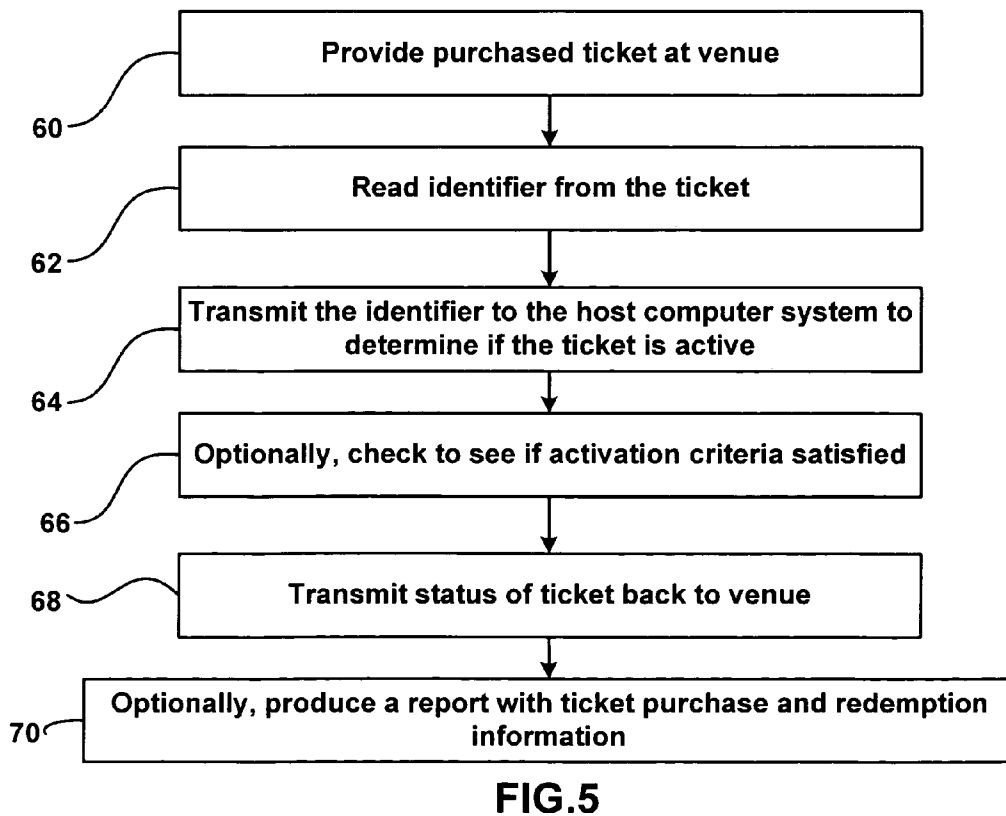 Provide purchased ticket at venue
60
Read identifier from the ticket
62
Transmit the identifier to the host computer system to
determine if the ticket is active
64
Optionally, check to see if activation criteria satisfied
66
Transmit status of ticket back to venue
68
Optionally, produce a report with ticket purchase and redemption
information
70
FIG.5